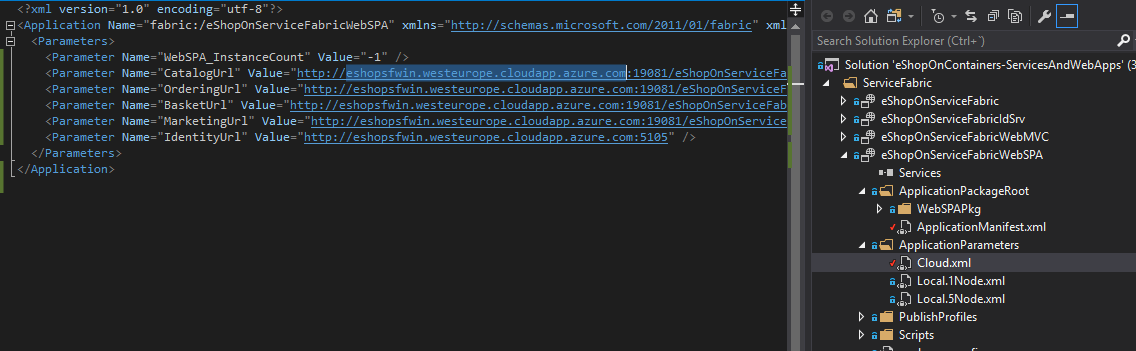 <?xml version="1.0" encoding="utf-8"?>
<Application Name="fabric:/eShopOnServiceFabricWebSPA" xmlns="http://schemas.microsoft.com/2011/01/fabric" xml
<Parameters>
<Parameter Name="WebSPA_InstanceCount" Value="-1" />
<Parameter Name="CatalogUrl" Value="http://eshopsfwin.westeurope.cloudapp.azure.com:19081/eShopOnServiceFa
<Parameter Name="OrderingUrl" Value="http://eshopsfwin.westeurope.cloudapp.azure.com:19081/eShopOnServiceF
<Parameter Name="BasketUrl" Value="http://eshopsfwin.westeurope.cloudapp.azure.com:19081/eShopOnServiceFab
<Parameter Name="MarketingUrl" Value="http://eshopsfwin.westeurope.cloudapp.azure.com:19081/eShopOnService
<Parameter Name="IdentityUrl" Value="http://eshopsfwin.westeurope.cloudapp.azure.com:5105" />
</Parameters>
</Application>
Search Solution Explorer (Ctrl+`)
Solution 'eShopOnContainers-ServicesAndWebApps' (3
ServiceFabric
eShopOnServiceFabric
eShopOnServiceFabricIdSrv
eShopOnServiceFabricWebMVC
eShopOnServiceFabricWebSPA
Services
ApplicationPackageRoot
WebSPAPkg
ApplicationManifest.xml
ApplicationParameters
Cloud.xml
Local.1Node.xml
Local.5Node.xml
PublishProfiles
Scripts